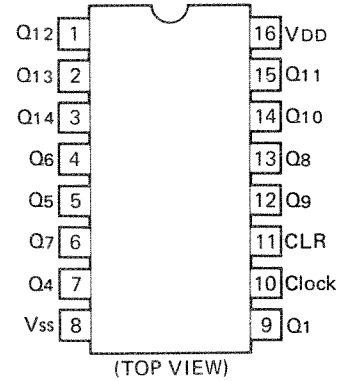 Q12 1 16 VDD
Q13 2 15 Q11
Q14 3 14 Q10
Q6 4 13 Q8
Q5 5 12 Q9
Q7 6 11 CLR
Q4 7 10 Clock
Vss 8 9 Q1
(TOP VIEW)